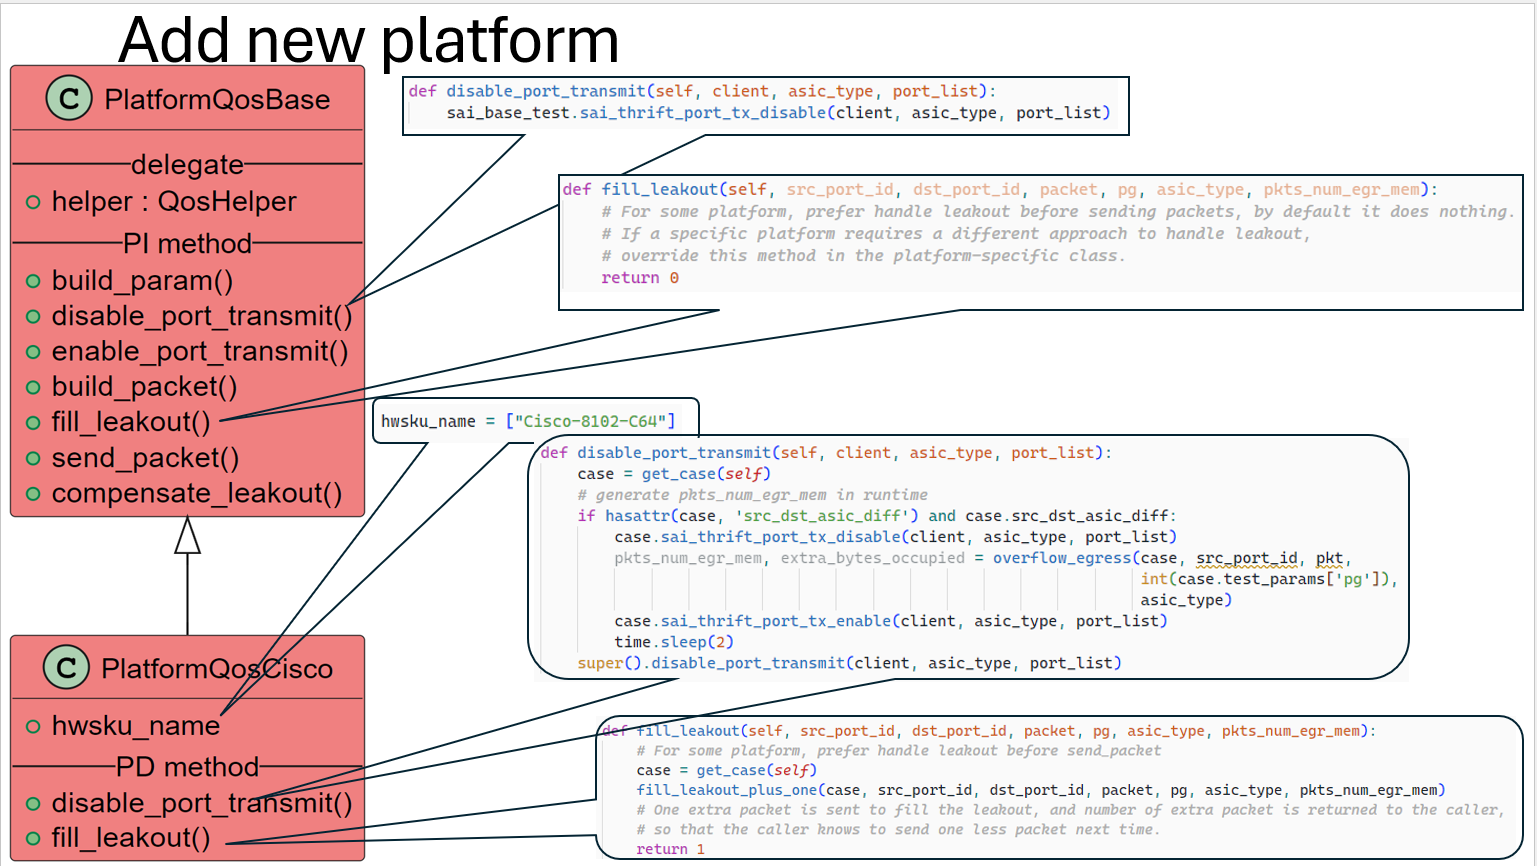 Add new platform
C PlatformQosBase
delegate
helper : QosHelper
PI method
build_param()
disable_port_transmit()
enable_port_transmit()
build_packet()
fill_leakout()
send_packet()
compensate_leakout()
def disable_port_transmit(self, client, asic_type, port_list):
sai_base_test.sai_thrift_port_tx_disable(client, asic_type, port_list)
def fill_leakout(self, src_port_id, dst_port_id, packet, pg, asic_type, pkts_num_egr_mem):
# For some platform, prefer handle leakout before sending packets, by default it does nothing.
# If a specific platform requires a different approach to handle leakout,
# override this method in the platform-specific class.
return 0
hwsku_name = ["Cisco-8102-C64"]
def disable_port_transmit(self, client, asic_type, port_list):
case = get_case(self)
# generate pkts_num_egr_mem in runtime
if hasattr(case, 'src_dst_asic_diff') and case.src_dst_asic_diff:
case.sai_thrift_port_tx_disable(client, asic_type, port_list)
pkts_num_egr_mem, extra_bytes_occupied = overflow_egress(case, src_port_id, pkt,
int(case.test_params['pg']),
asic_type)
case.sai_thrift_port_tx_enable(client, asic_type, port_list)
time.sleep(2)
super().disable_port_transmit(client, asic_type, port_list)
C PlatformQosCisco
hwsku_name
PD method
disable_port_transmit()
fill_leakout()
def fill_leakout(self, src_port_id, dst_port_id, packet, pg, asic_type, pkts_num_egr_mem):
# For some platform, prefer handle leakout before send_packet
case = get_case(self)
fill_leakout_plus_one(case, src_port_id, dst_port_id, packet, pg, asic_type, pkts_num_egr_mem)
# One extra packet is sent to fill the leakout, and number of extra packet is returned to the caller,
# so that the caller knows to send one less packet next time.
return 1